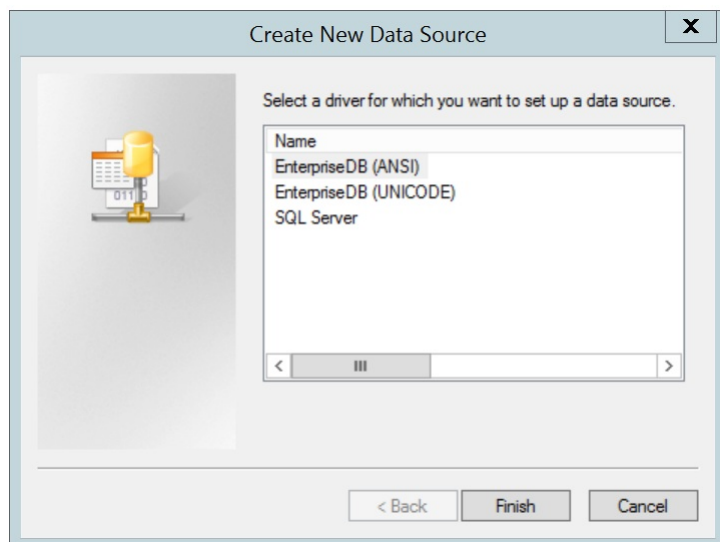 Create New Data Source
X
Select a driver for which you want to set up a data source.
Name
EnterpriseDB (ANSI)
EnterpriseDB (UNICODE)
SQL Server
< Back
Finish
Cancel